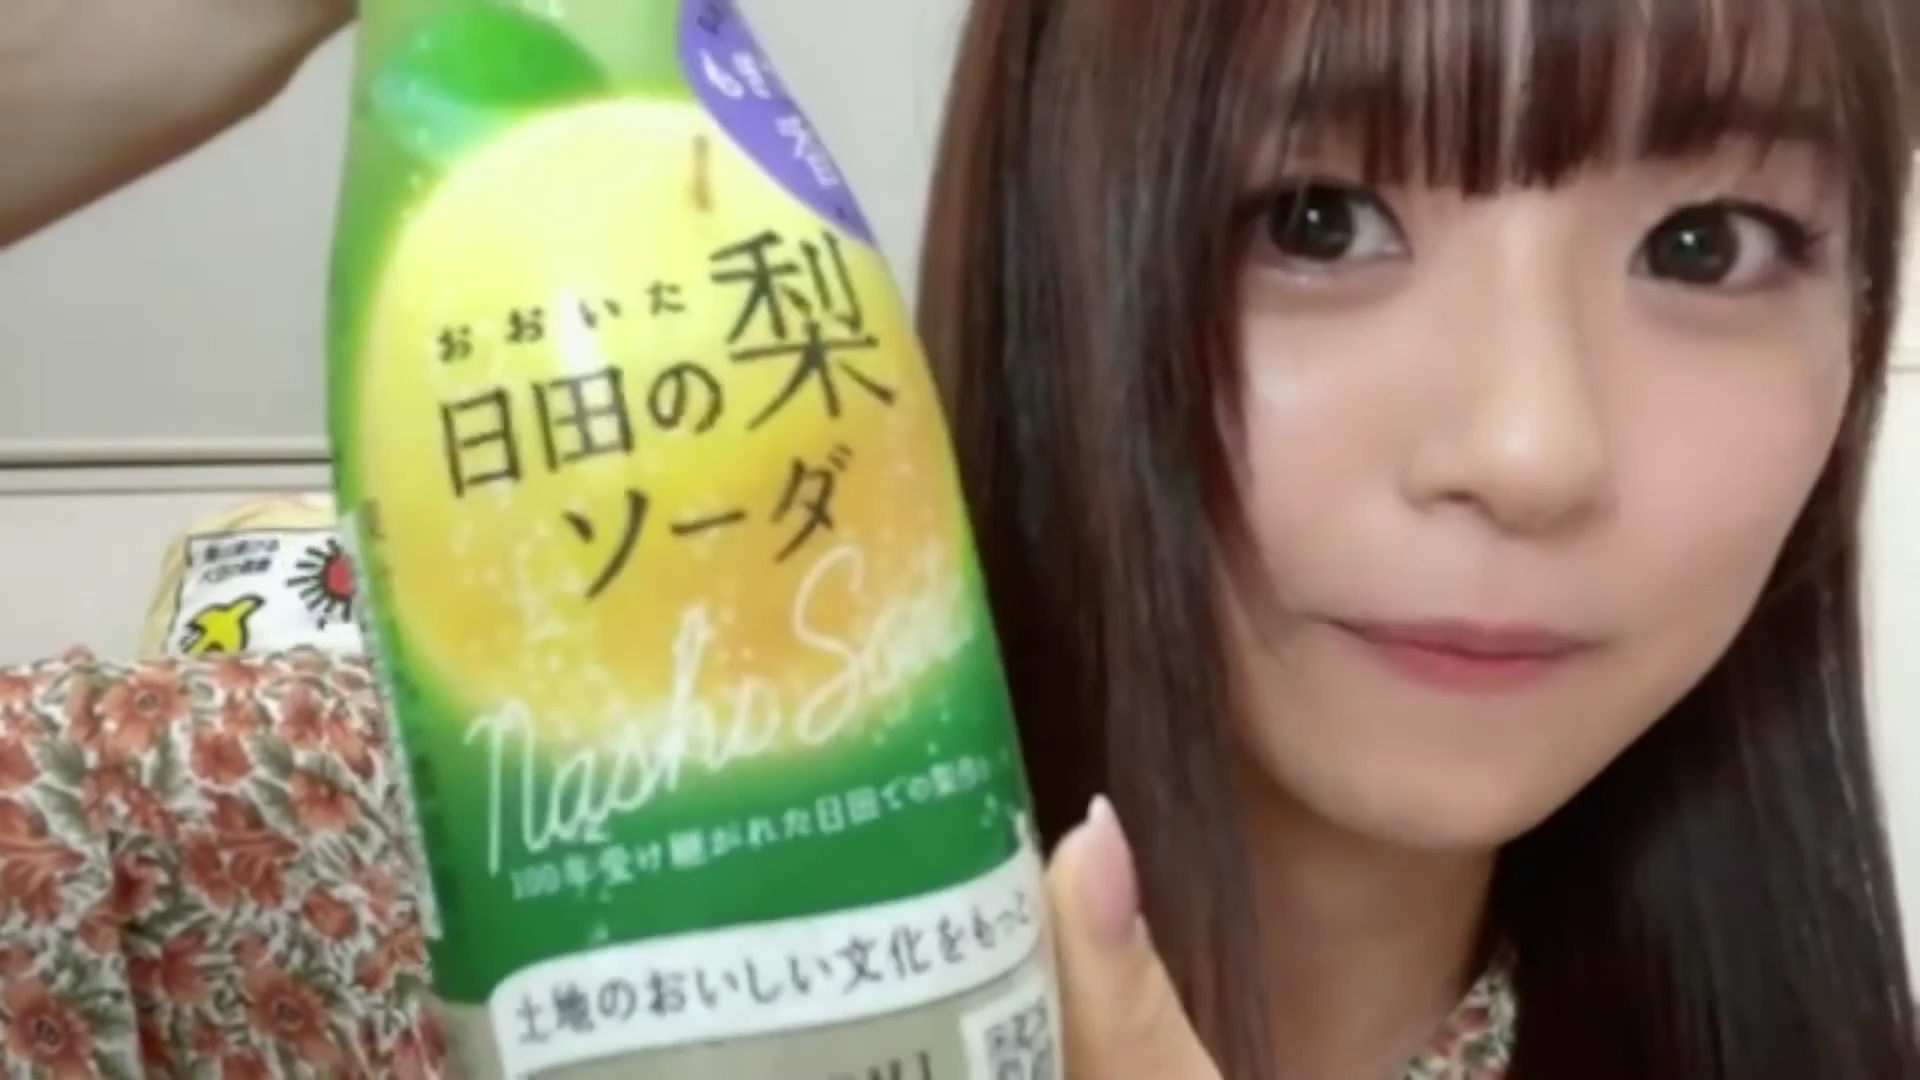 おおいた
日田の梨
ソーダ
Nashi Soda
100年受け継がれた日田での梨作り
土地のおいしい文化をもっと